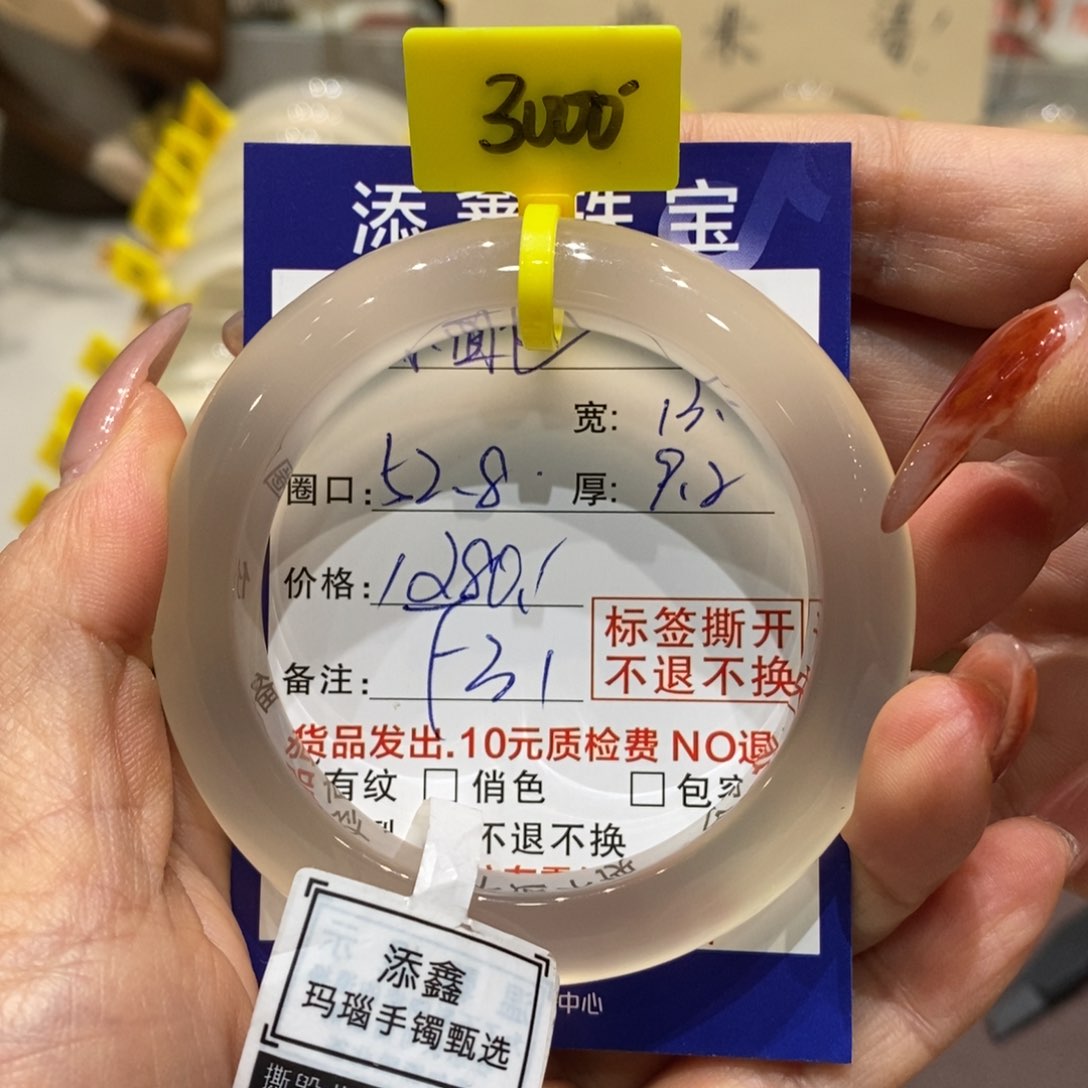 3000
添鑫珠宝
宽: 13.
圈口: 52.8 厚: 9.2
价格: 1280.
备注: F31
标签撕开
不退不换
货品发出.10元质检费 NO退
有纹 □ 俏色 □ 包
不退不换
中心
添鑫
玛瑙手镯甄选